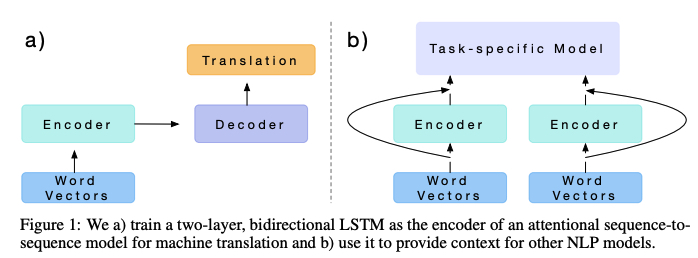 a)
Translation
Encoder
Decoder
Word
Vectors
b)
Task-specific Model
Encoder
Encoder
Word
Vectors
Word
Vectors
Figure 1: We a) train a two-layer, bidirectional LSTM as the encoder of an attentional sequence-to-
sequence model for machine translation and b) use it to provide context for other NLP models.